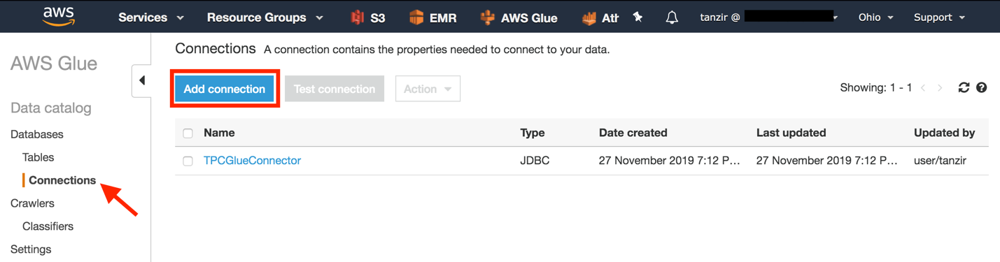 aws Services Resource Groups S3 EMR AWS Glue Ath tanzir @ Ohio Support
AWS Glue
Data catalog
Databases
Tables
Connections
Crawlers
Classifiers
Settings
Connections A connection contains the properties needed to connect to your data.
Add connection Test connection Action Showing: 1 - 1
Name Type Date created Last updated Updated by
TPCGlueConnector JDBC 27 November 2019 7:12 P... 27 November 2019 7:12 P... user/tanzir